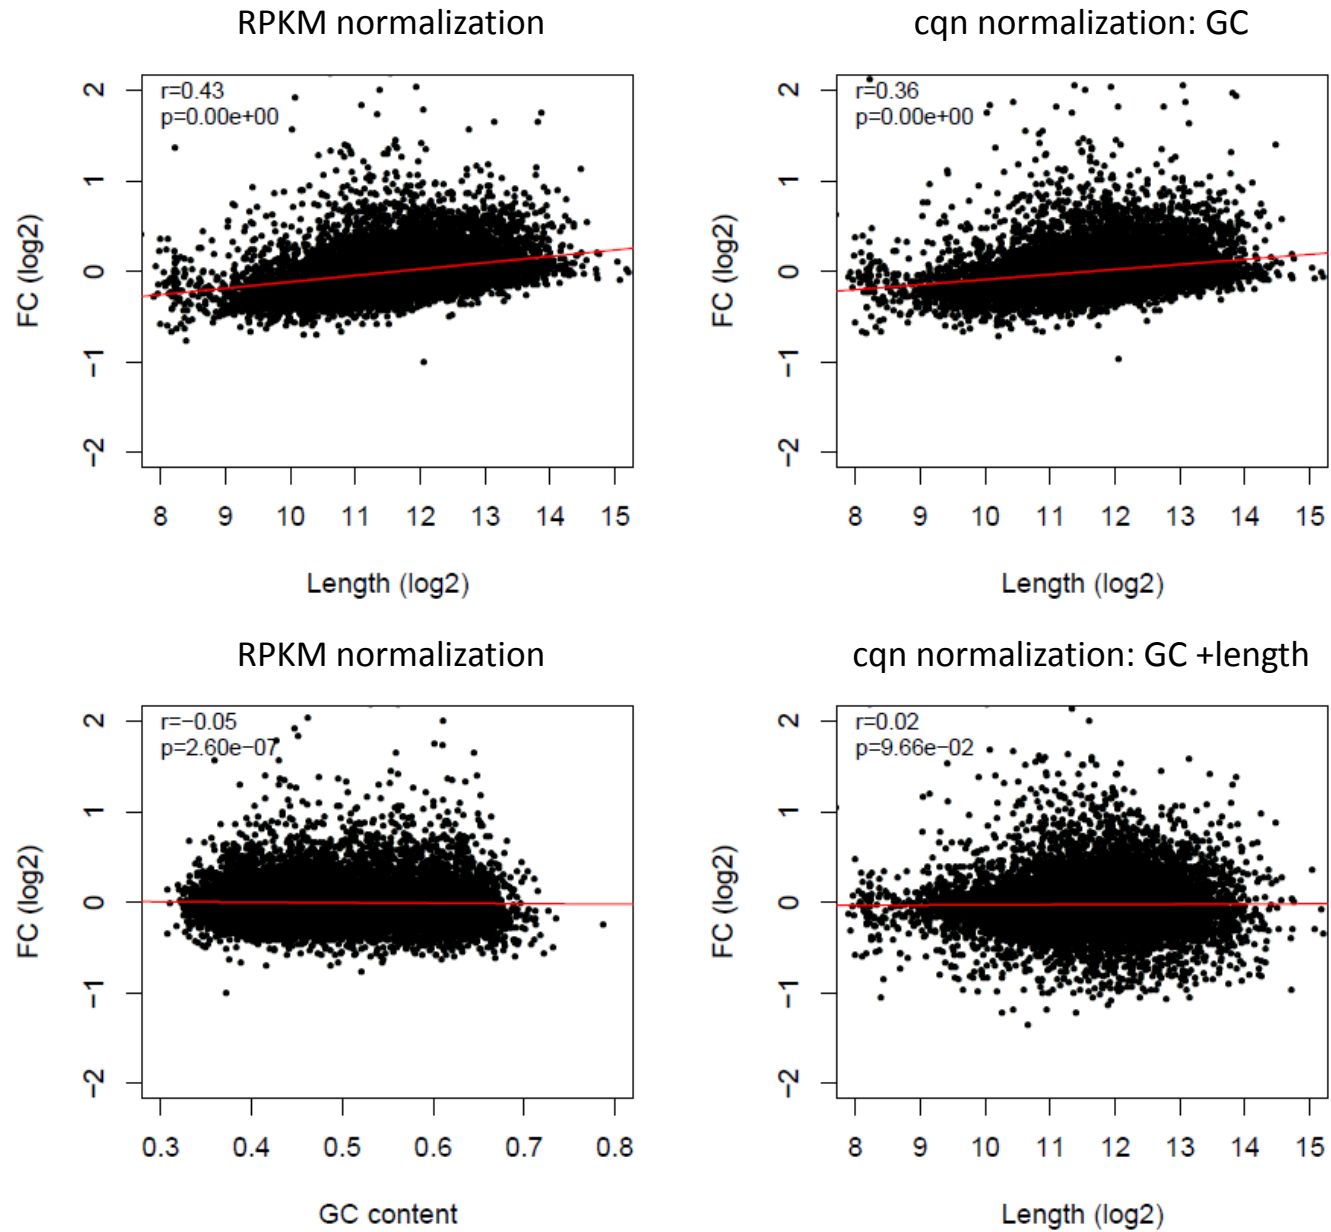 RPKM normalization
r=0.43
p=0.00e+00
2
1
0
−1
−2
FC (log2)
8 9 10 11 12 13 14 15
Length (log2)
cqn normalization: GC
r=0.36
p=0.00e+00
2
1
0
−1
−2
FC (log2)
8 9 10 11 12 13 14 15
Length (log2)
RPKM normalization
r=−0.05
p=2.60e−07
2
1
0
−1
−2
FC (log2)
0.3 0.4 0.5 0.6 0.7 0.8
GC content
cqn normalization: GC +length
r=0.02
p=9.66e−02
2
1
0
−1
−2
FC (log2)
8 9 10 11 12 13 14 15
Length (log2)